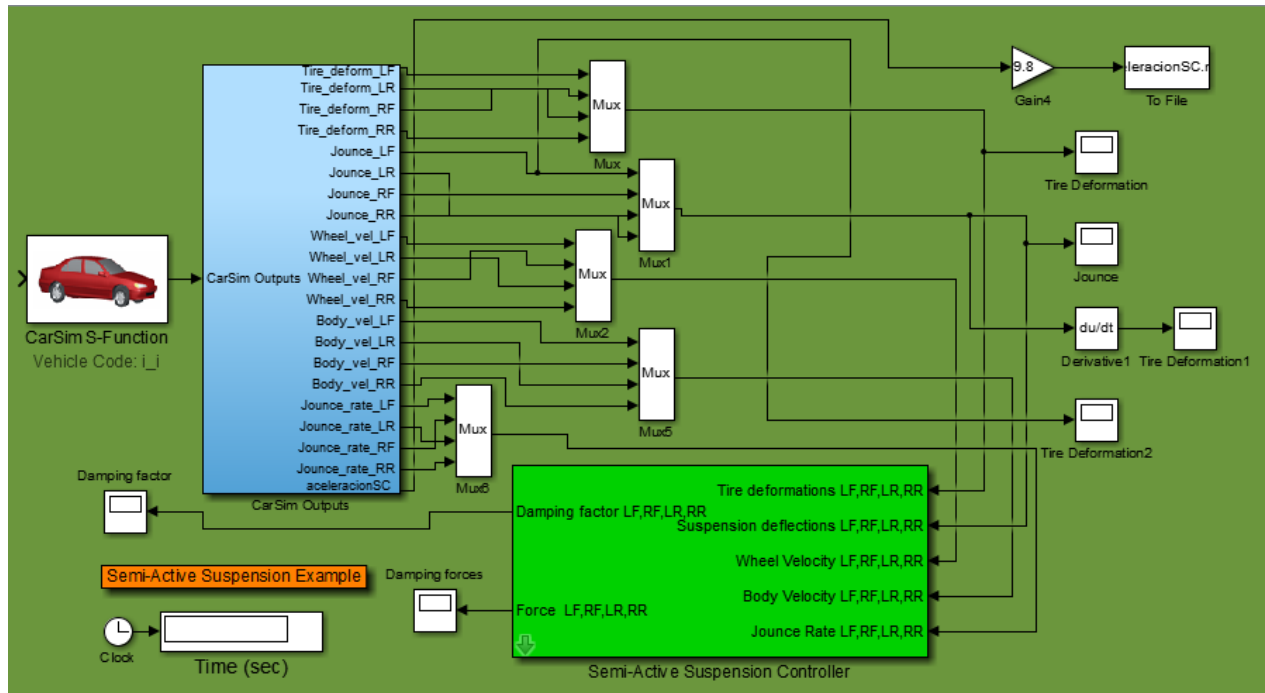 9.8
Gain4
leracionSC.r
To File
Tire_deform_LF
Tire_deform_LR
Tire_deform_RF
Tire_deform_RR
Jounce_LF
Jounce_LR
Jounce_RF
Jounce_RR
Wheel_vel_LF
Wheel_vel_LR
CarSim Outputs
Wheel_vel_RF
Wheel_vel_RR
Body_vel_LF
Body_vel_LR
Body_vel_RF
Body_vel_RR
Jounce_rate_LF
Jounce_rate_LR
Jounce_rate_RF
Jounce_rate_RR
aceleracionSC
CarSim Outputs
CarSim S-Function
Vehicle Code: i_i
Mux
Mux
Mux
Mux1
Mux
Mux2
Mux
Mux5
Mux
Mux6
Tire Deformation
Jounce
du/dt
Derivative1
Tire Deformation1
Tire Deformation2
Damping factor
Semi-Active Suspension Example
Damping forces
Clock
Time (sec)
Damping factor LF,RF,LR,RR
Force LF,RF,LR,RR
Tire deformations LF,RF,LR,RR
Suspension deflections LF,RF,LR,RR
Wheel Velocity LF,RF,LR,RR
Body Velocity LF,RF,LR,RR
Jounce Rate LF,RF,LR,RR
Semi-Active Suspension Controller